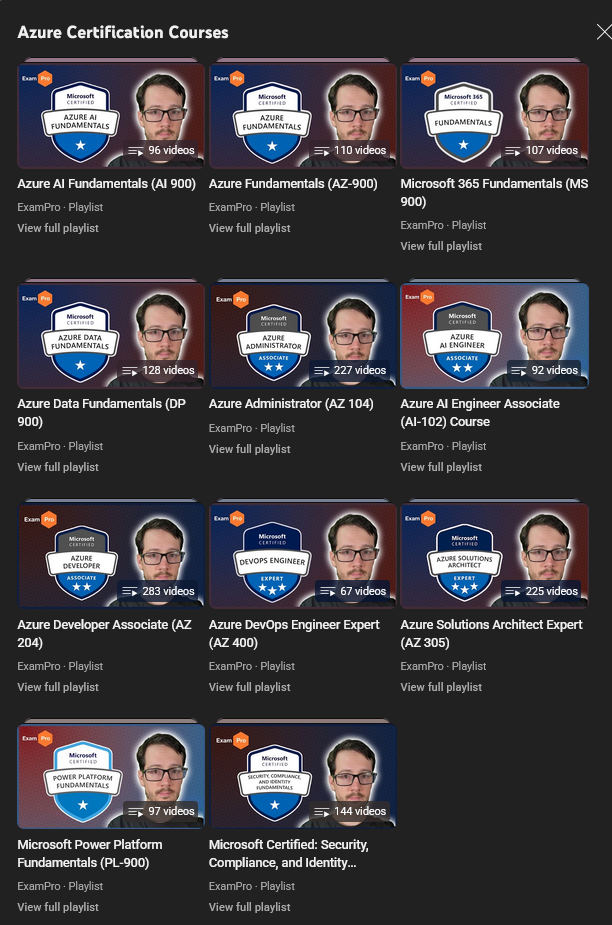 Azure Certification Courses
Exam Pro
Microsoft
CERTIFIED
AZURE AI
FUNDAMENTALS
96 videos
Azure AI Fundamentals (AI 900)
ExamPro · Playlist
View full playlist
Exam Pro
Microsoft
CERTIFIED
AZURE
FUNDAMENTALS
110 videos
Azure Fundamentals (AZ-900)
ExamPro · Playlist
View full playlist
Exam Pro
Microsoft 365
CERTIFIED
FUNDAMENTALS
107 videos
Microsoft 365 Fundamentals (MS
900)
ExamPro · Playlist
View full playlist
Exam Pro
Microsoft
CERTIFIED
AZURE DATA
FUNDAMENTALS
128 videos
Azure Data Fundamentals (DP
900)
ExamPro · Playlist
View full playlist
Exam Pro
Microsoft
CERTIFIED
AZURE
ADMINISTRATOR
ASSOCIATE
227 videos
Azure Administrator (AZ 104)
ExamPro · Playlist
View full playlist
Exam Pro
Microsoft
CERTIFIED
AZURE
AI ENGINEER
ASSOCIATE
92 videos
Azure AI Engineer Associate
(AI-102) Course
ExamPro · Playlist
View full playlist
Exam Pro
Microsoft
CERTIFIED
AZURE
DEVELOPER
ASSOCIATE
283 videos
Azure Developer Associate (AZ
204)
ExamPro · Playlist
View full playlist
Exam Pro
Microsoft
CERTIFIED
DEVOPS ENGINEER
EXPERT
67 videos
Azure DevOps Engineer Expert
(AZ 400)
ExamPro · Playlist
View full playlist
Exam Pro
Microsoft
CERTIFIED
AZURE SOLUTIONS
ARCHITECT
EXPERT
225 videos
Azure Solutions Architect Expert
(AZ 305)
ExamPro · Playlist
View full playlist
Exam Pro
Microsoft
CERTIFIED
POWER PLATFORM
FUNDAMENTALS
97 videos
Microsoft Power Platform
Fundamentals (PL-900)
ExamPro · Playlist
View full playlist
Exam Pro
Microsoft
CERTIFIED
SECURITY, COMPLIANCE,
AND IDENTITY
FUNDAMENTALS
144 videos
Microsoft Certified: Security,
Compliance, and Identity...
ExamPro · Playlist
View full playlist